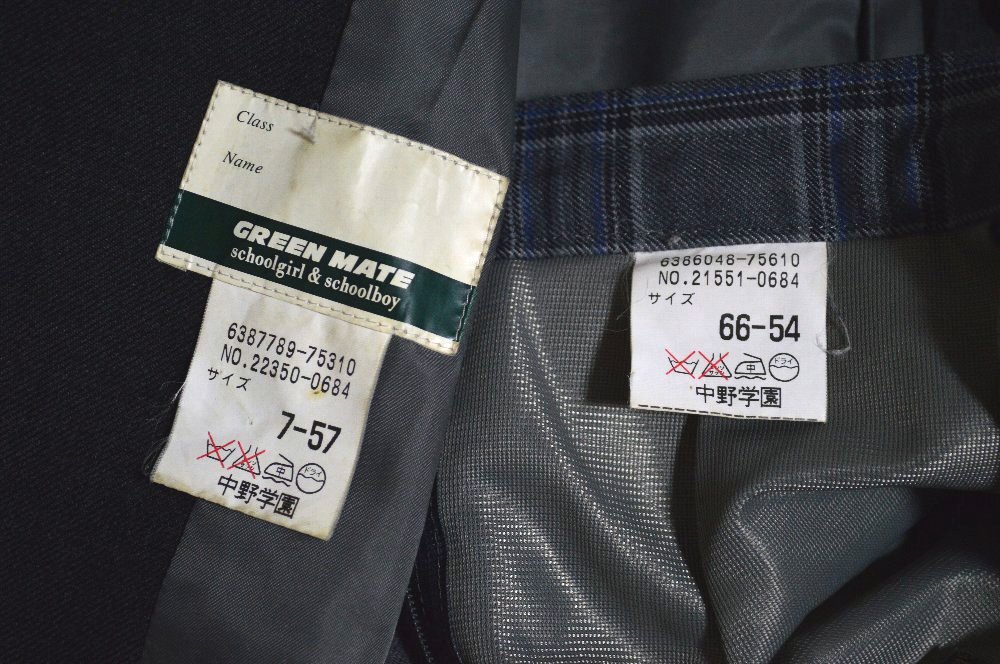 Class
Name
GREEN MATE
schoolgirl & schoolboy
6387789-75310
NO.22350-0684
サイズ
7-57
中
ドライ
中野学園
6386048-75610
NO.21551-0684
サイズ
66-54
中
ドライ
中野学園